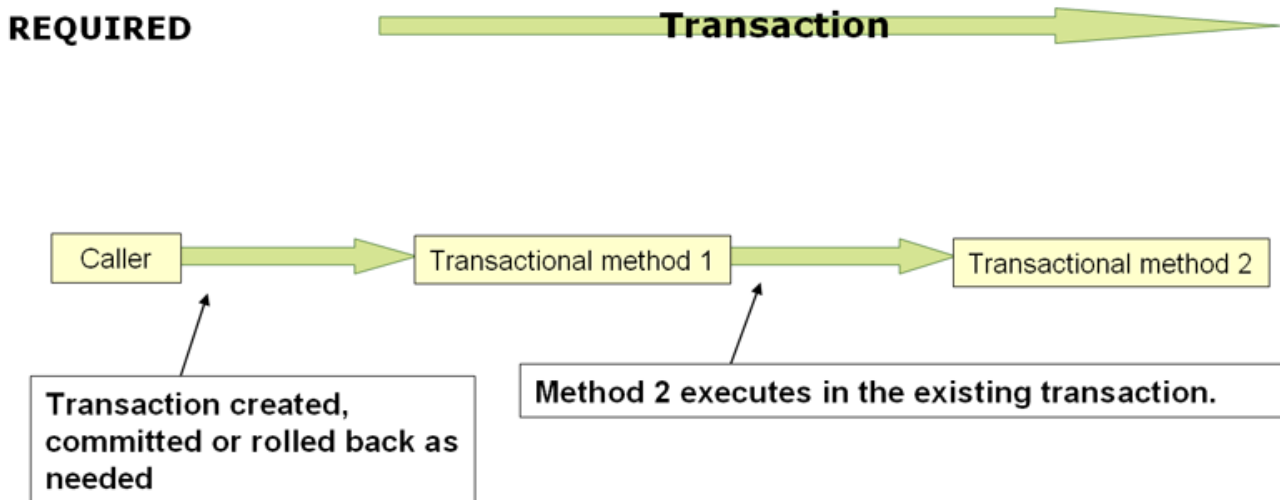 REQUIRED
Transaction
Caller
Transactional method 1
Transactional method 2
Transaction created,
committed or rolled back as
needed
Method 2 executes in the existing transaction.